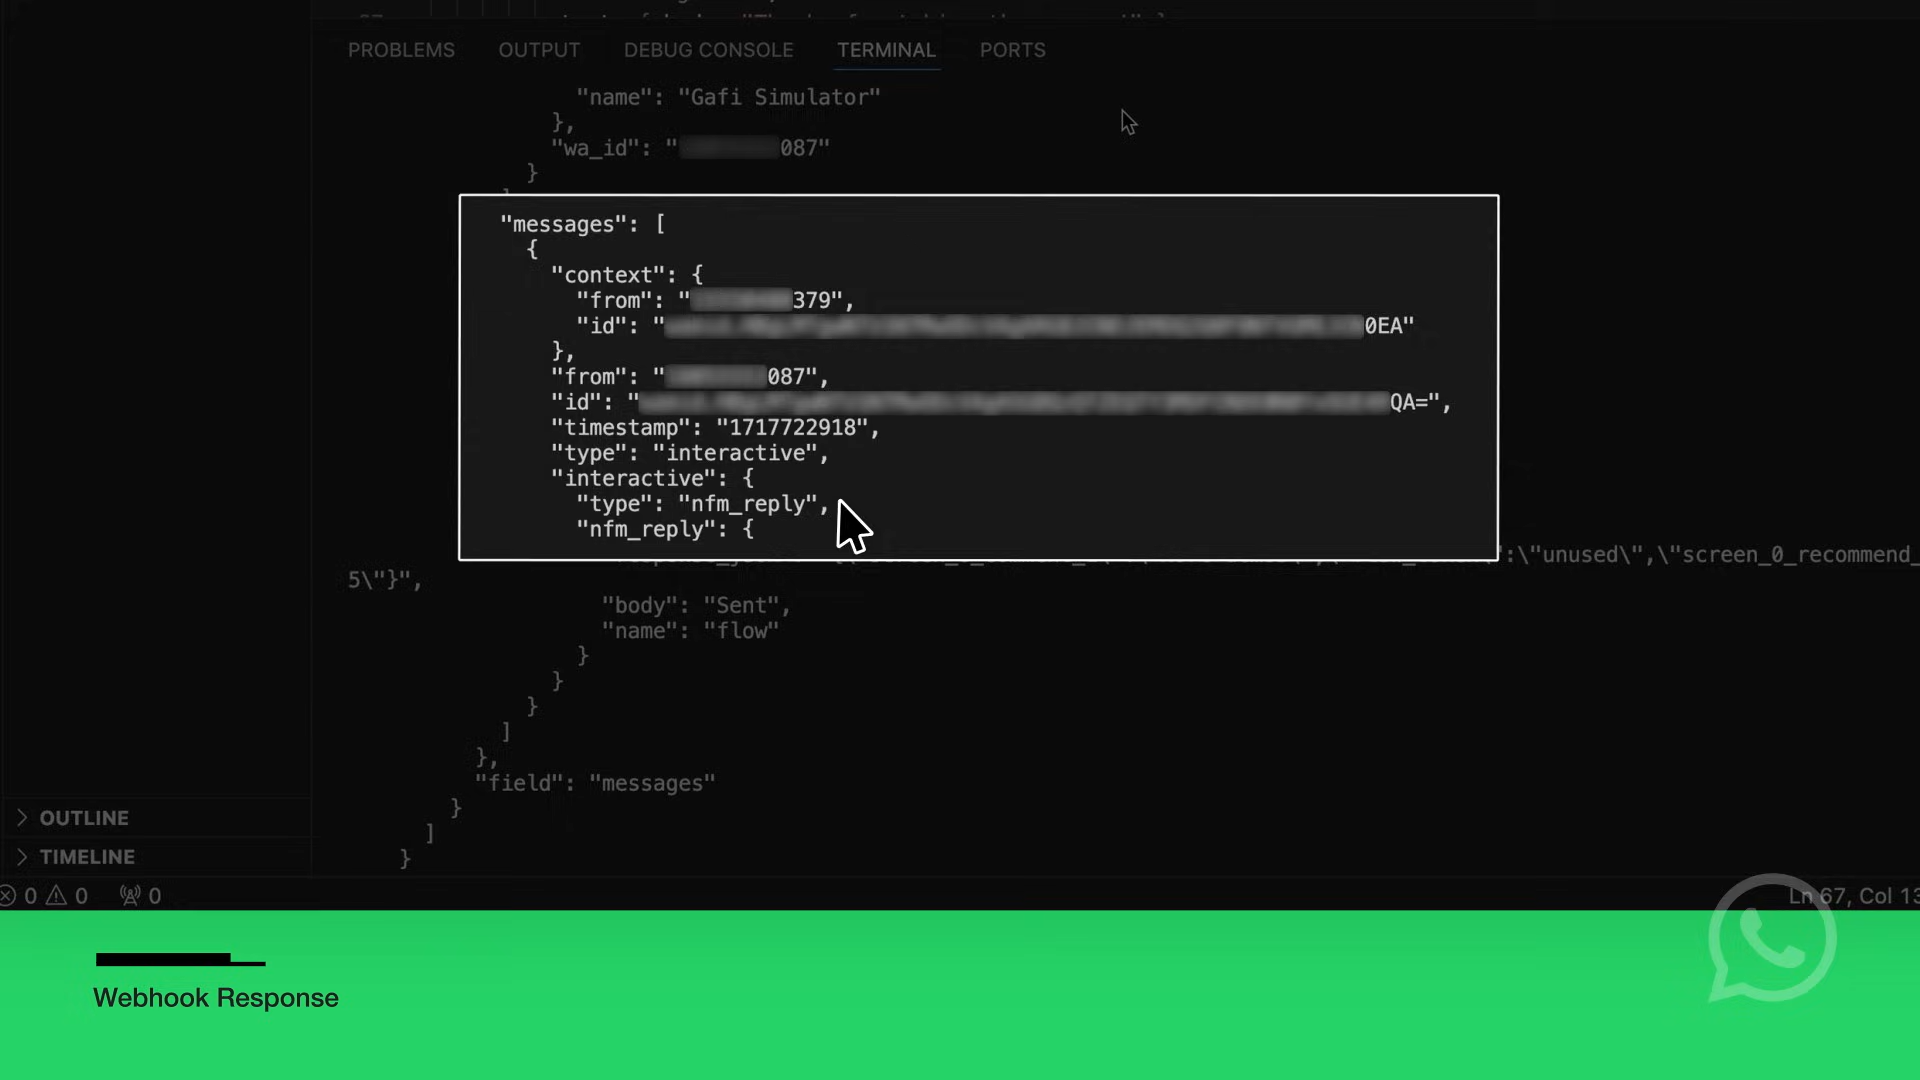 PROBLEMS OUTPUT DEBUG CONSOLE TERMINAL PORTS
"name": "Gafi Simulator"
},
"wa_id": "087"
}
"messages": [
{
"context": {
"from": "379",
"id": "0EA"
},
"from": "087",
"id": "QA=",
"timestamp": "1717722918",
"type": "interactive",
"interactive": {
"type": "nfm_reply",
"nfm_reply": {
:\"unused\",\"screen_0_recommend_
5\"}",
"body": "Sent",
"name": "flow"
}
}
}
]
},
"field": "messages"
}
]
}
OUTLINE
TIMELINE
0 0 0
Ln 67, Col 13
Webhook Response